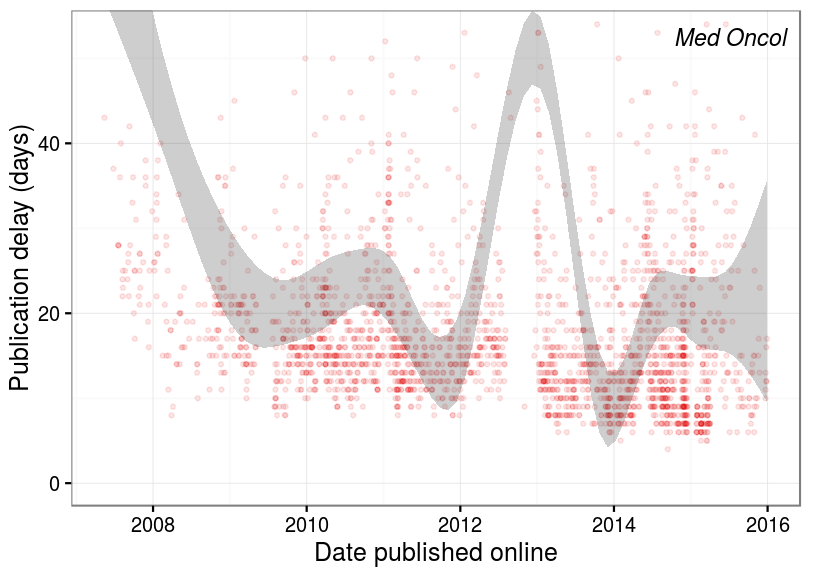 Med Oncol
Publication delay (days)
40
20
0
2008 2010 2012 2014 2016
Date published online